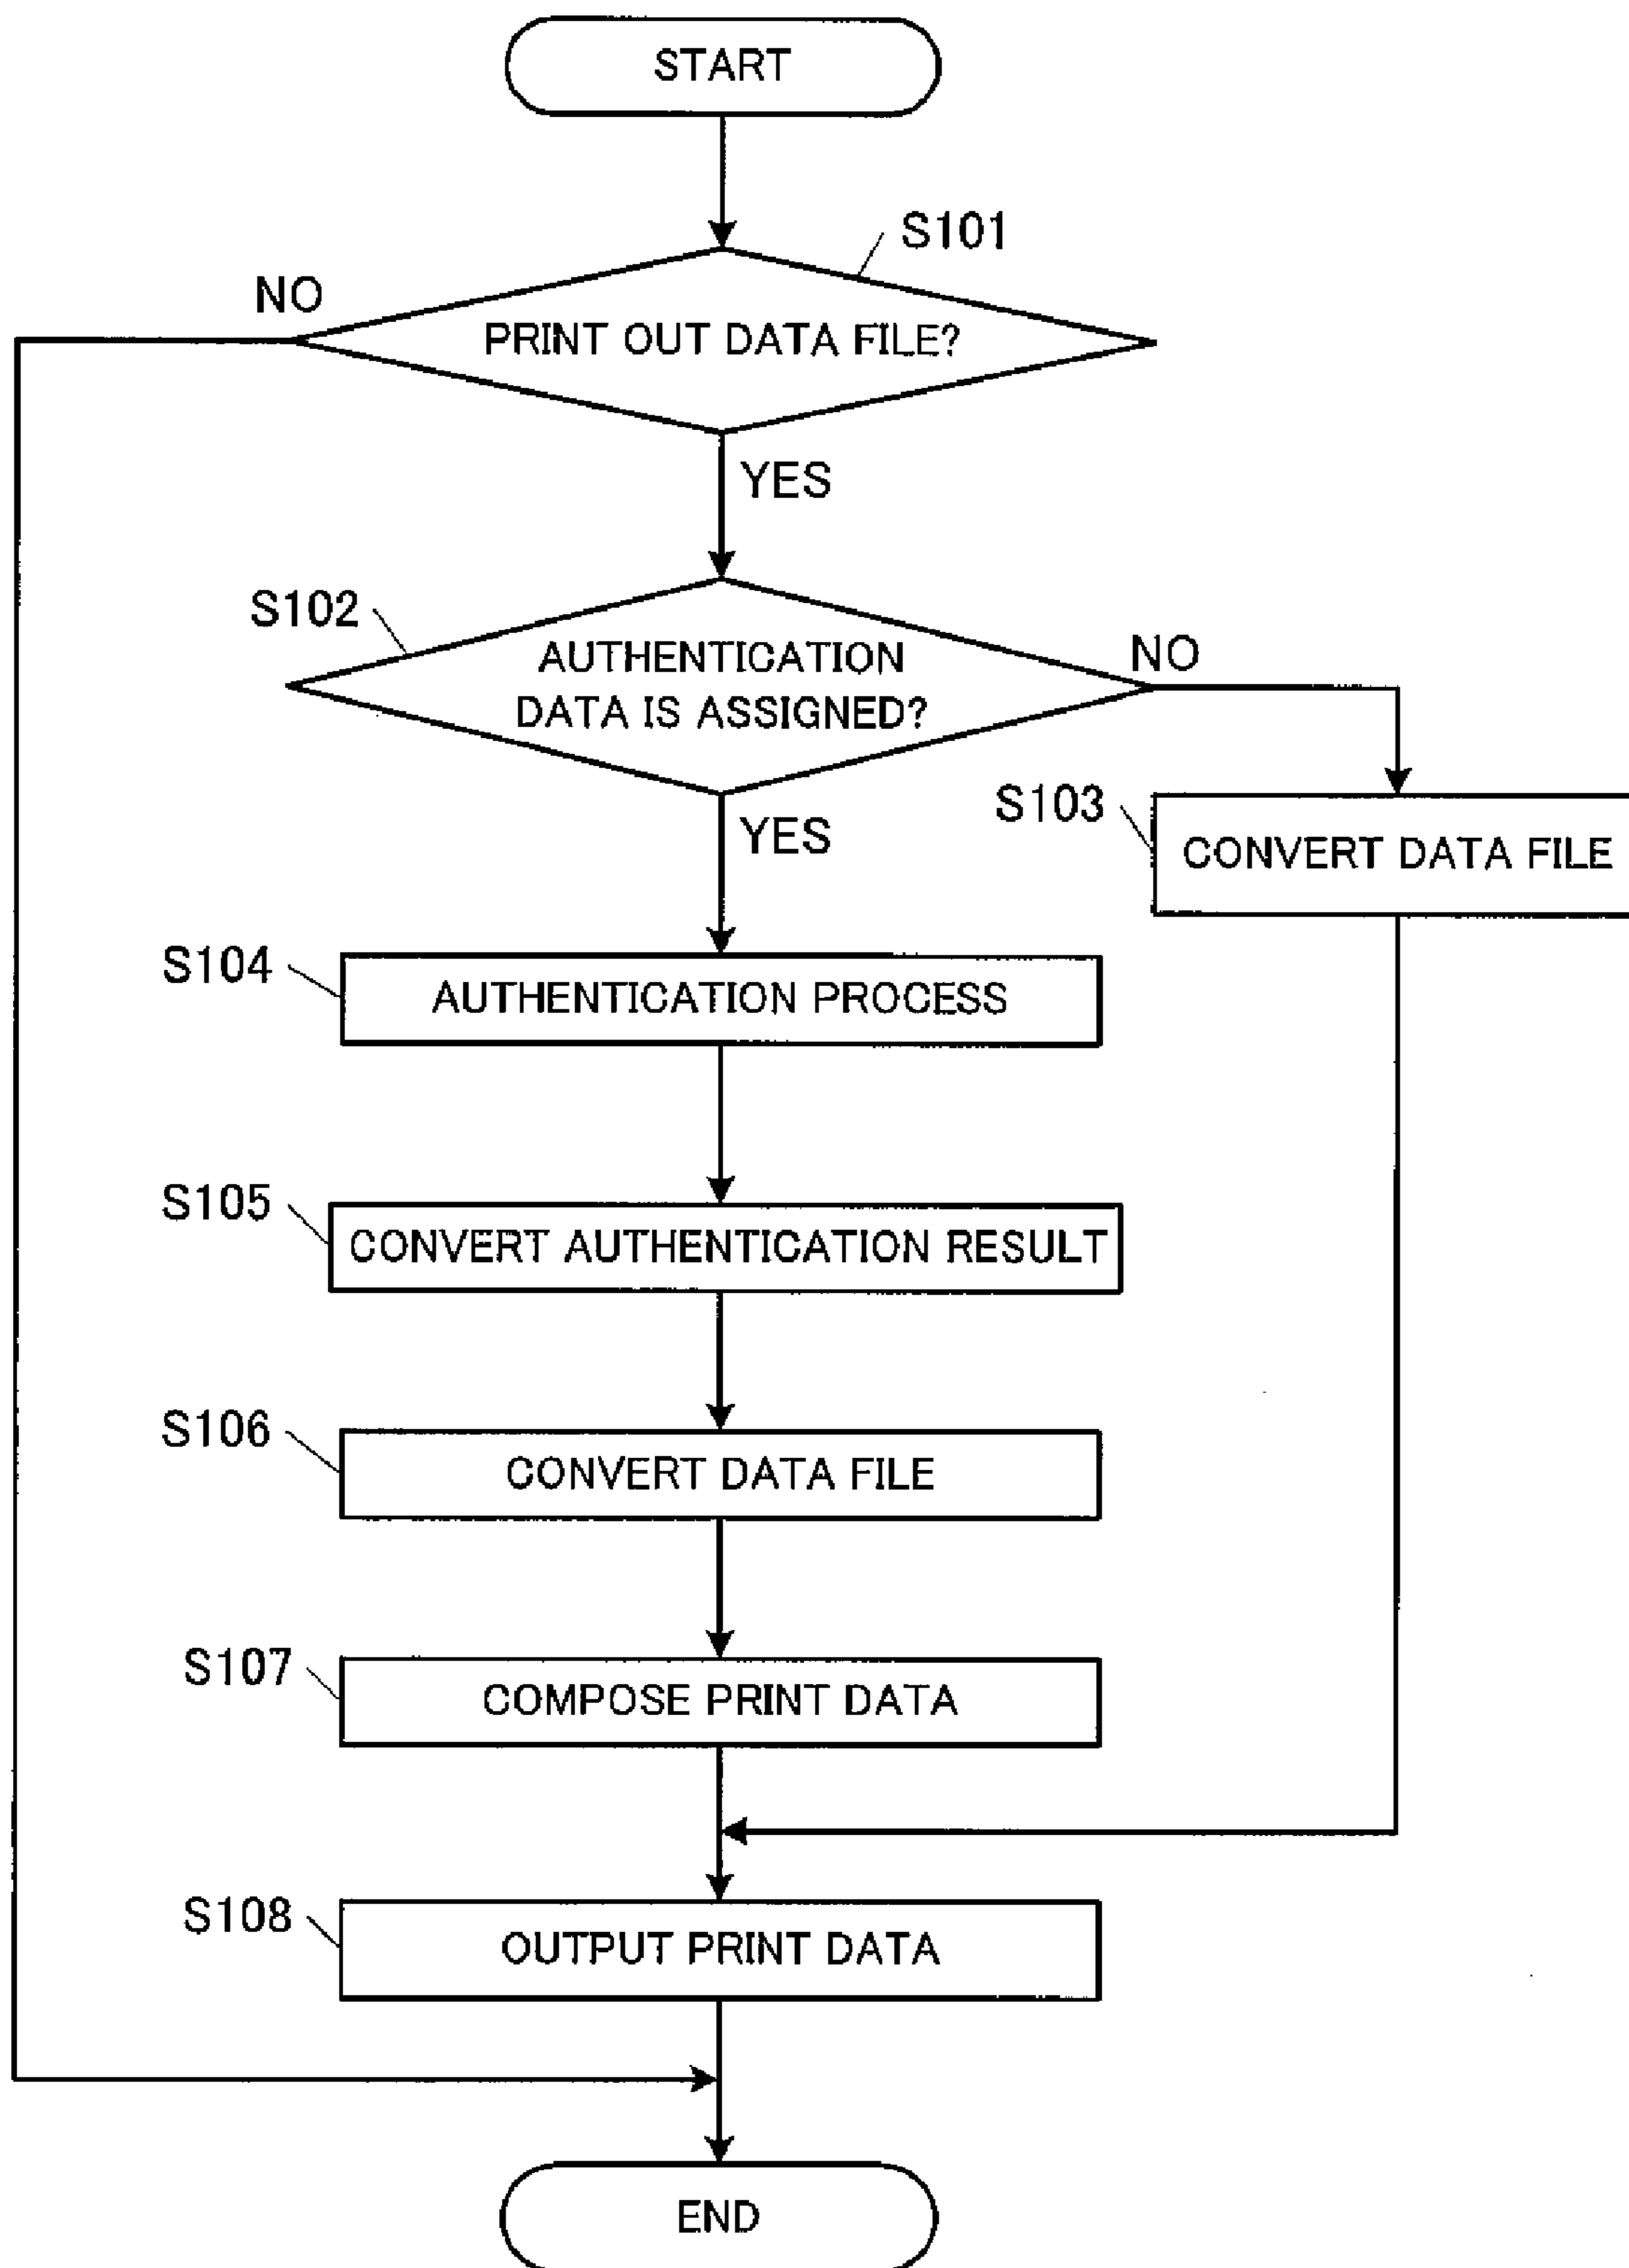 START
S101
NO
PRINT OUT DATA FILE?
YES
S102
AUTHENTICATION
DATA IS ASSIGNED?
NO
S103
CONVERT DATA FILE
YES
S104
AUTHENTICATION PROCESS
S105
CONVERT AUTHENTICATION RESULT
S106
CONVERT DATA FILE
S107
COMPOSE PRINT DATA
S108
OUTPUT PRINT DATA
END